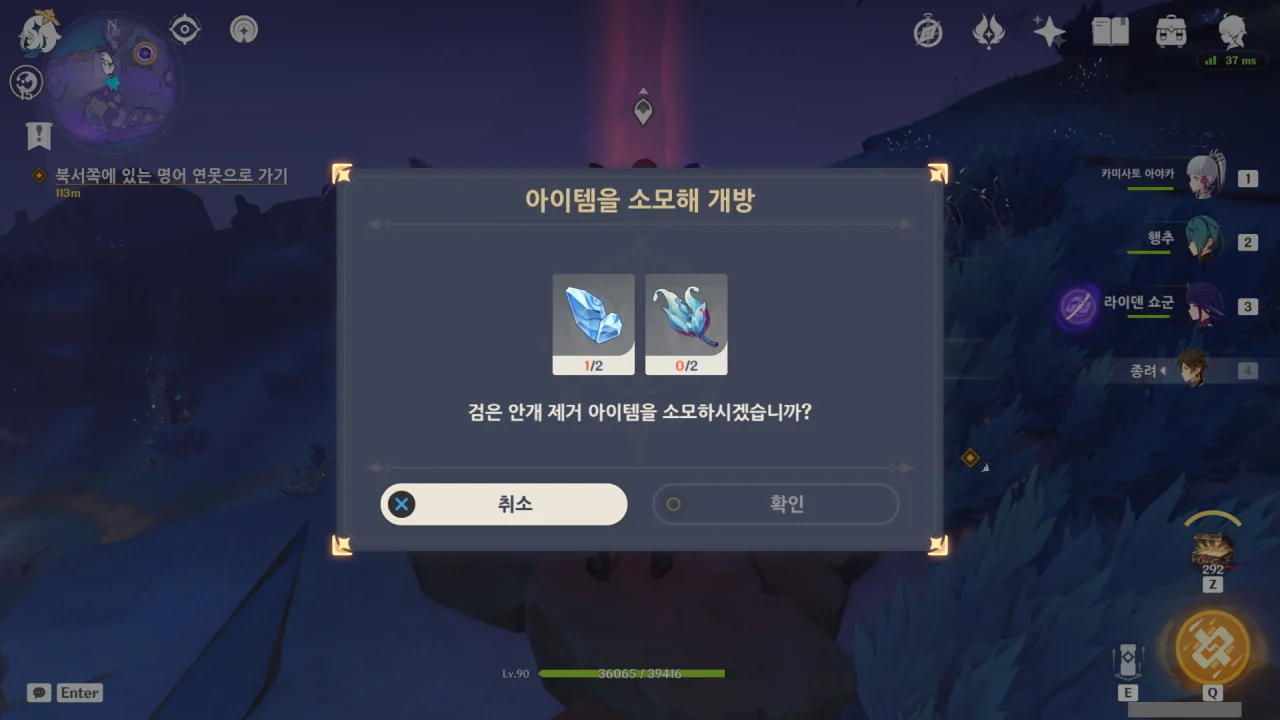 N
37 ms
15
북서쪽에 있는 명어 연못으로 가기
113m
카미사토 아야카
1
행추
2
라이덴 쇼군
3
종려
4
아이템을 소모해 개방
1/2
0/2
검은 안개 제거 아이템을 소모하시겠습니까?
취소
확인
292
Z
Lv.90
36065 / 39416
E
Q
Enter